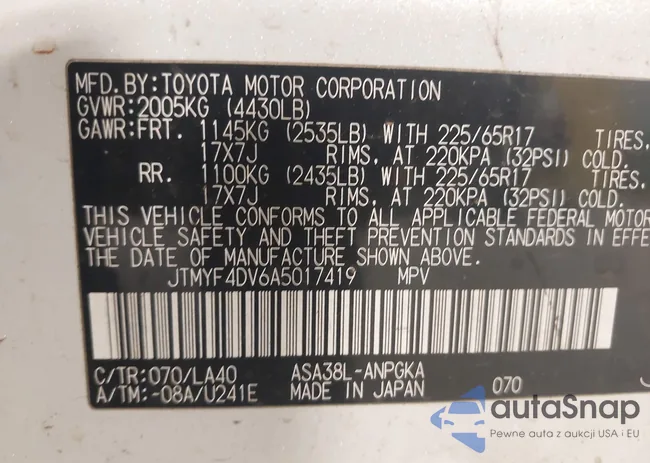 MFD.BY:TOYOTA MOTOR CORPORATION
GVWR:2005KG (4430LB)
GAWR:FRT. 1145KG (2535LB) WITH 225/65R17 TIRES,
17X7J RIMS, AT 220KPA (32PSI) COLD.
RR. 1100KG (2435LB) WITH 225/65R17 TIRES,
17X7J RIMS, AT 220KPA (32PSI) COLD.
THIS VEHICLE CONFORMS TO ALL APPLICABLE FEDERAL MOTOR
VEHICLE SAFETY AND THEFT PREVENTION STANDARDS IN EFFE
THE DATE OF MANUFACTURE SHOWN ABOVE.
JTMYF4DV6A5017419 MPV
C/TR:070/LA40 ASA38L-ANPGKA
A/TM:-08A/U241E MADE IN JAPAN 070
autaSnap
Pewne auta z aukcji USA i EU